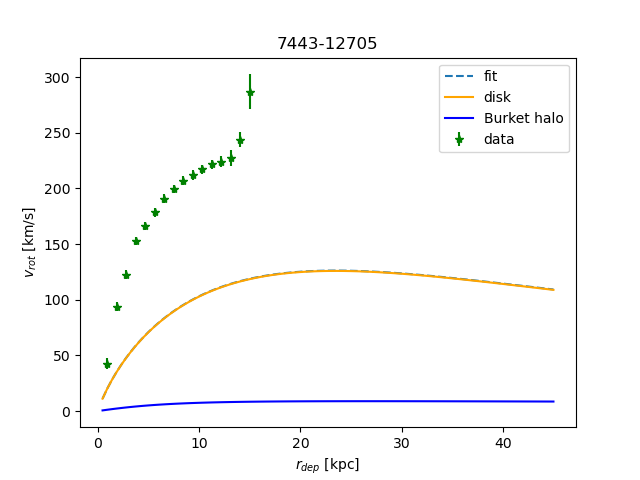 7443-12705
300
250
200
150
100
50
0
v_rot [km/s]
fit
disk
Burket halo
data
0 10 20 30 40
r_dep [kpc]